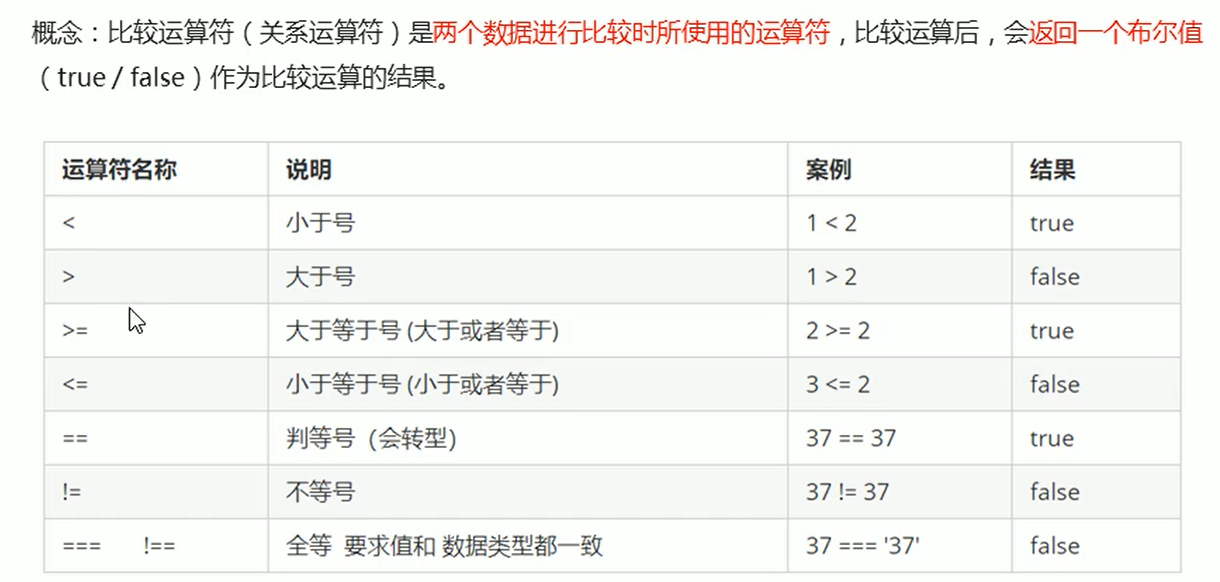 概念：比较运算符（关系运算符）是两个数据进行比较时所使用的运算符，比较运算后，会返回一个布尔值
（true / false）作为比较运算的结果。
运算符名称 说明 案例 结果
< 小于号 1 < 2 true
> 大于号 1 > 2 false
>= 大于等于号 (大于或者等于) 2 >= 2 true
<= 小于等于号 (小于或者等于) 3 <= 2 false
== 判等号（会转型) 37 == 37 true
!= 不等号 37 != 37 false
=== !== 全等 要求值和 数据类型都一致 37 === '37' false